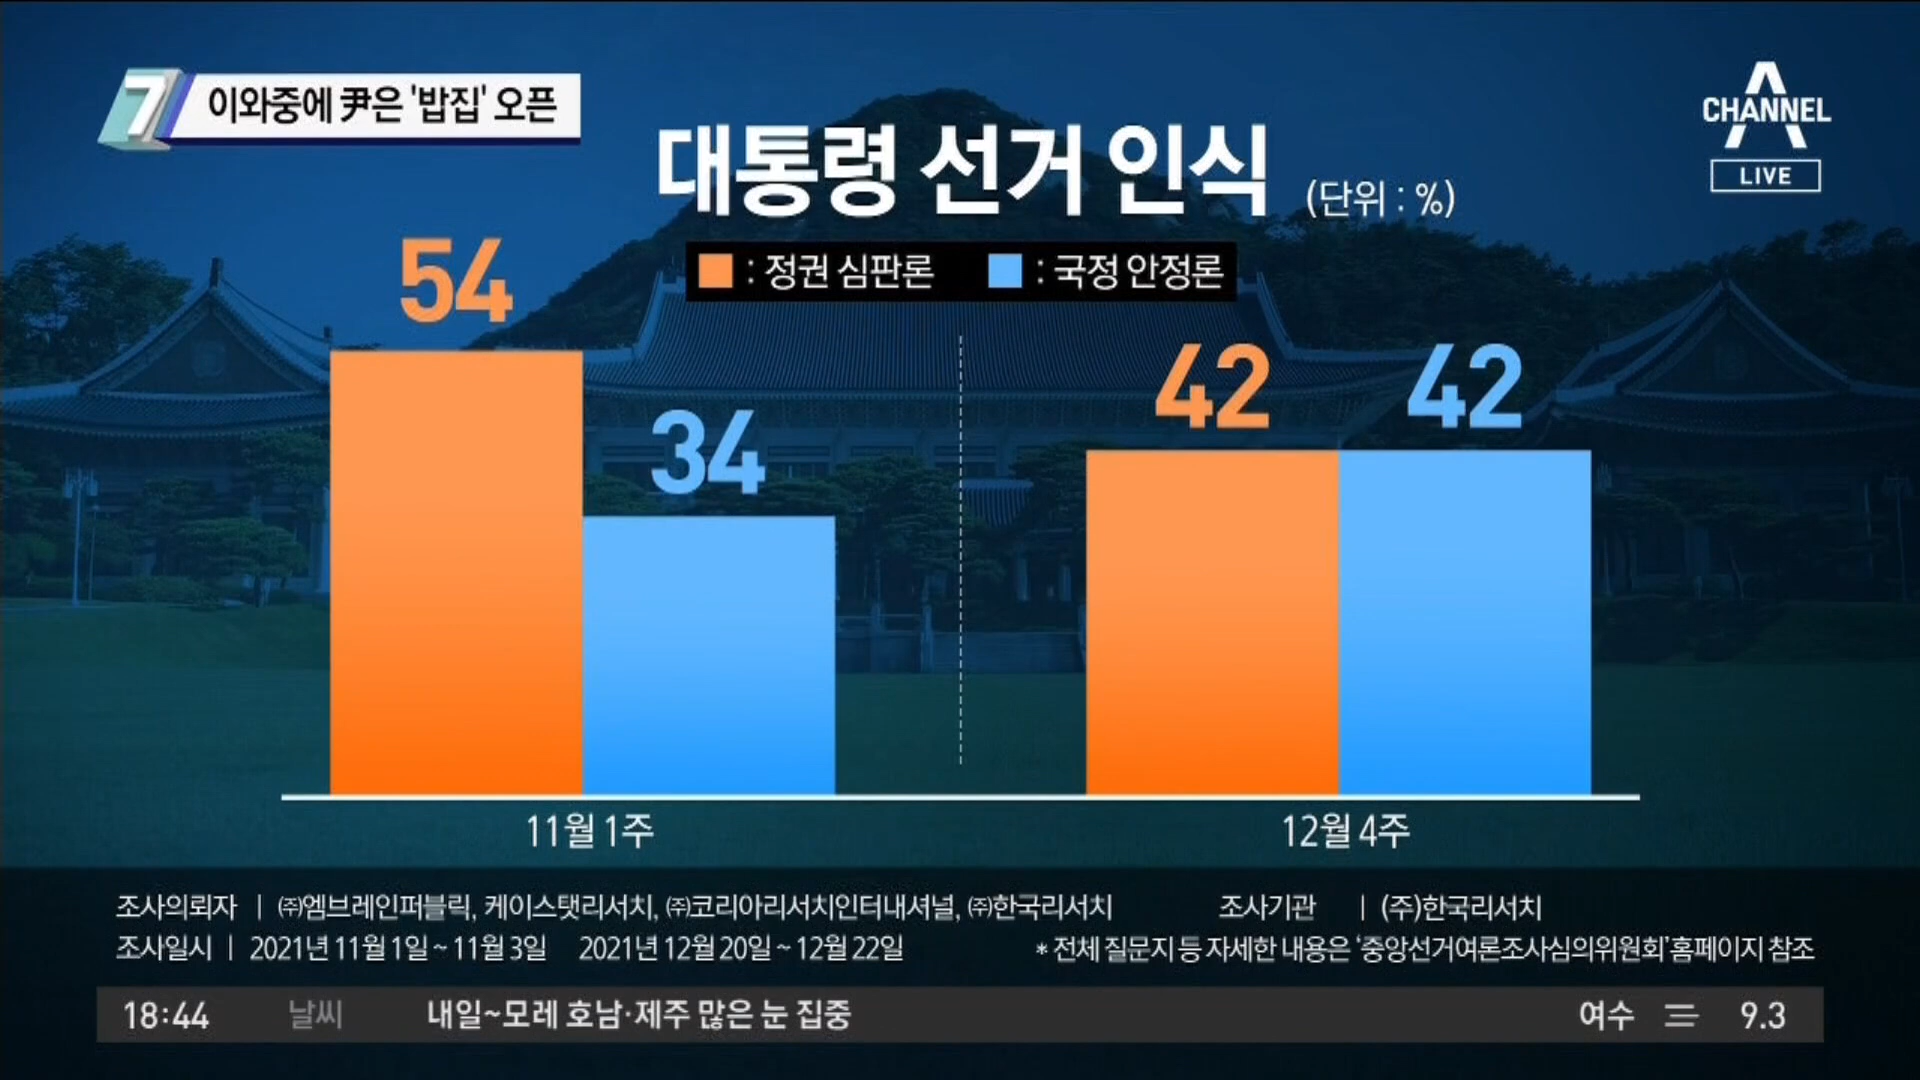 7 이와중에 尹은 '밥집' 오픈
CHANNEL A
LIVE
대통령 선거 인식 (단위 : %)
: 정권 심판론 : 국정 안정론
54
34
42
42
11월 1주
12월 4주
조사의뢰자 | ㈜엠브레인퍼블릭, 케이스탯리서치, ㈜코리아리서치인터내셔널, ㈜한국리서치 조사기관 | (주)한국리서치
조사일시 | 2021년 11월 1일 ~ 11월 3일 2021년 12월 20일 ~ 12월 22일 * 전체 질문지 등 자세한 내용은 '중앙선거여론조사심의위원회'홈페이지 참조
18:44 날씨 내일~모레 호남·제주 많은 눈 집중 여수 9.3